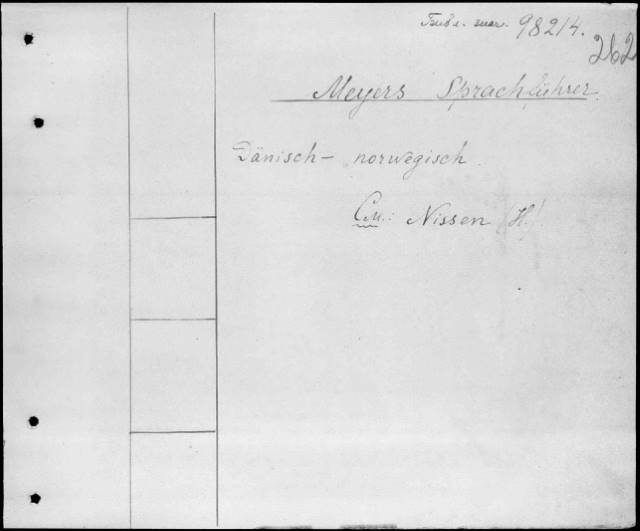 98214.
262
Meyers Sprachführer.
Dänisch – norwegisch
См.: Nissen (H.)